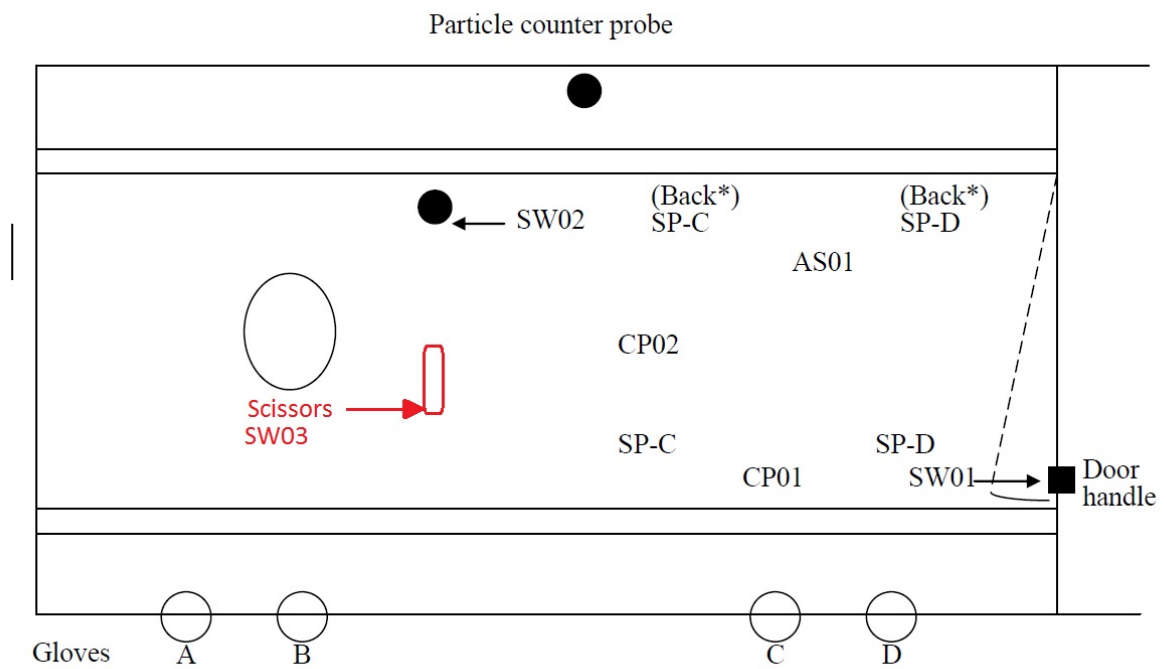 Particle counter probe
(Back*)
SP-C
(Back*)
SP-D
SW02
AS01
CP02
Scissors
SW03
SP-C
SP-D
CP01
SW01
Door
handle
Gloves
A
B
C
D